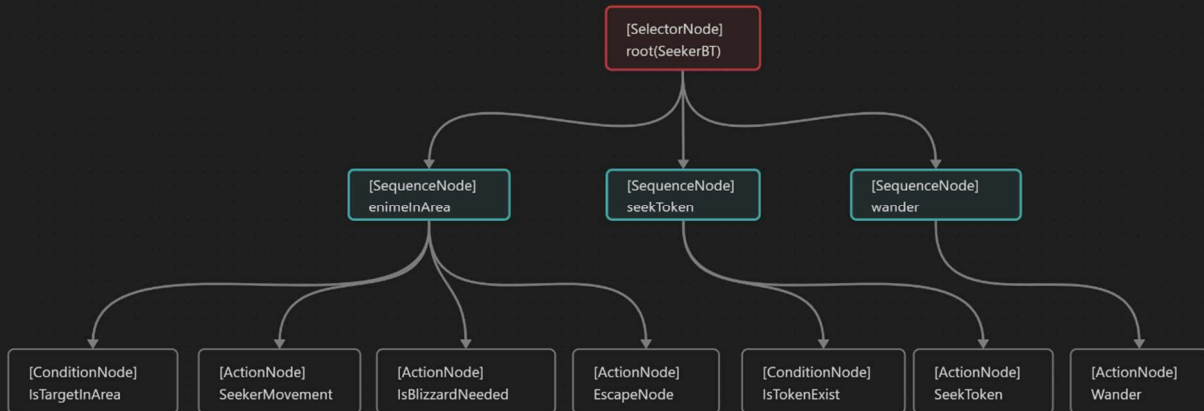 [SelectorNode]
root(SeekerBT)
[SequenceNode]
enimeInArea
[SequenceNode]
seekToken
[SequenceNode]
wander
[ConditionNode]
IsTargetInArea
[ActionNode]
SeekerMovement
[ActionNode]
IsBlizzardNeeded
[ActionNode]
EscapeNode
[ConditionNode]
IsTokenExist
[ActionNode]
SeekToken
[ActionNode]
Wander